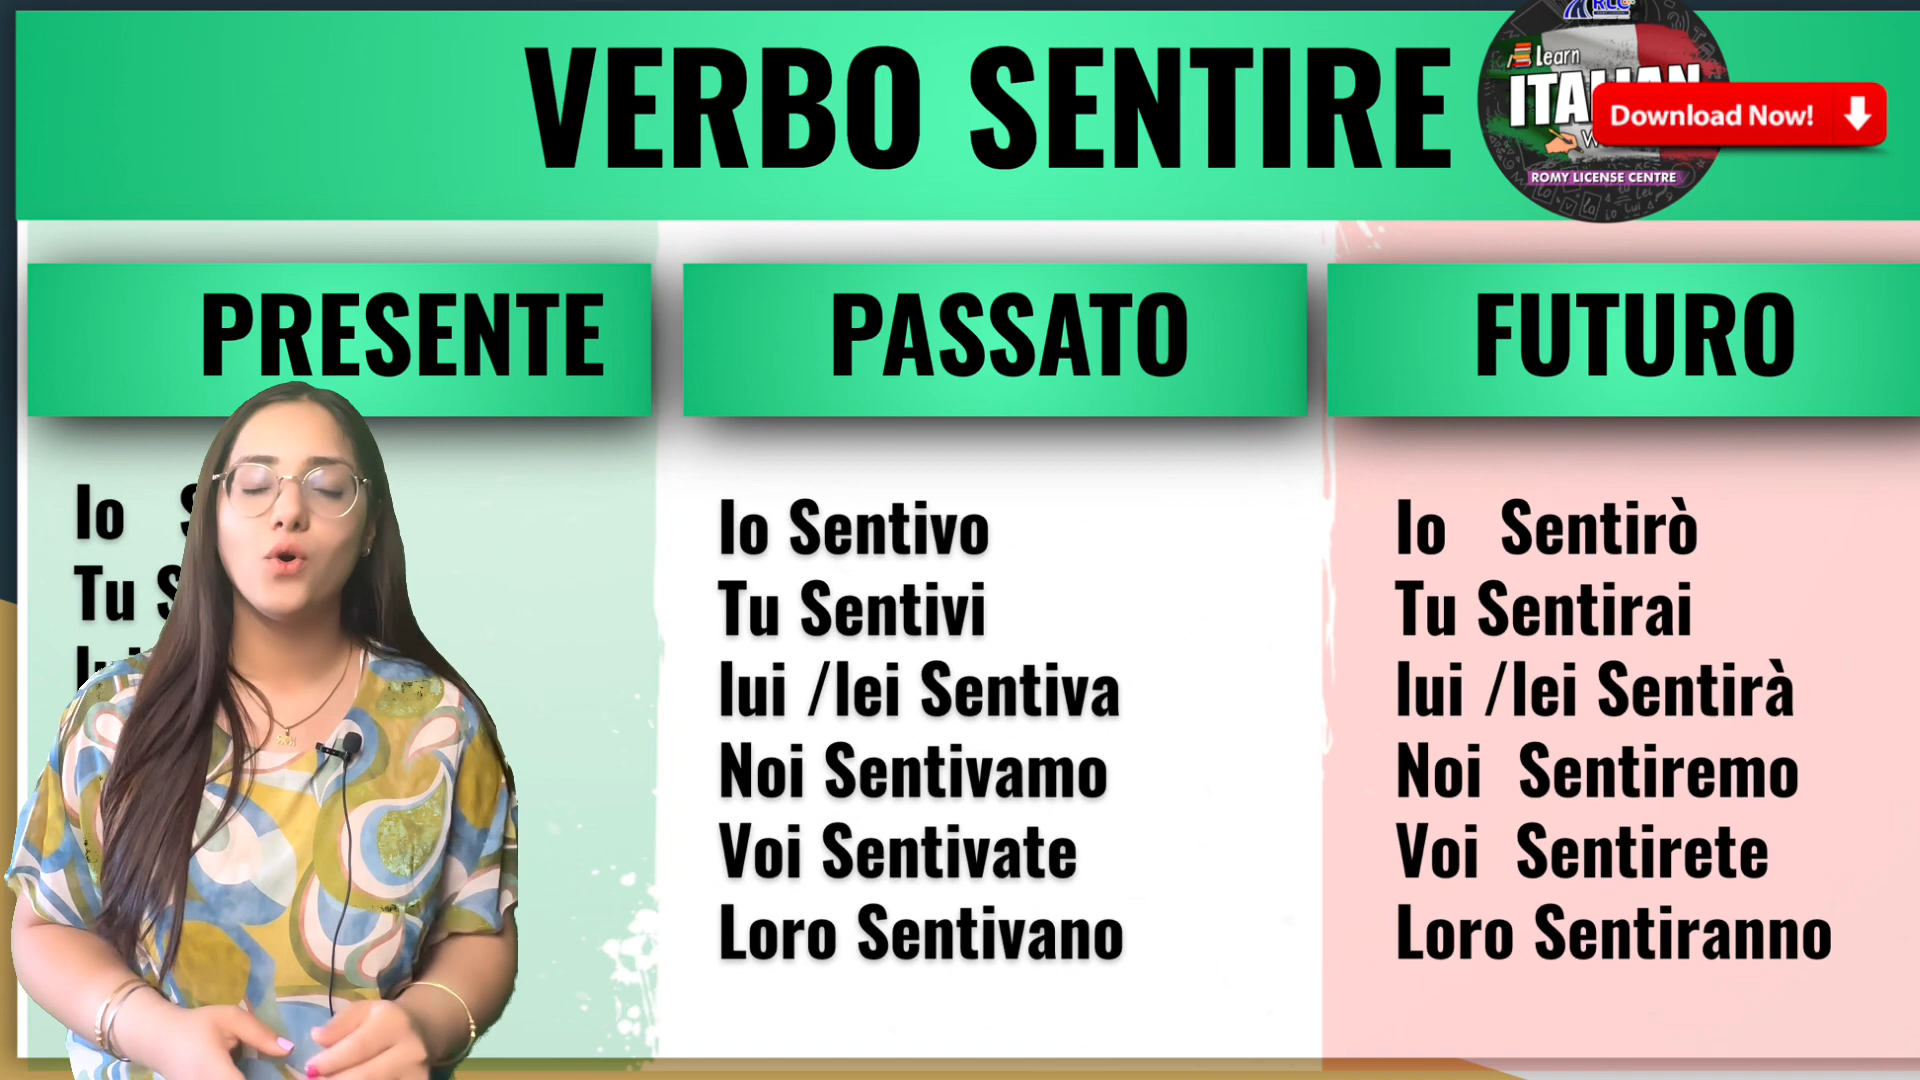 VERBO SENTIRE
RLC
Learn
ITALIAN
Download Now!
ROMY LICENSE CENTRE
PRESENTE
PASSATO
FUTURO
Io
Tu
Io Sentivo
Tu Sentivi
lui /lei Sentiva
Noi Sentivamo
Voi Sentivate
Loro Sentivano
Io Sentirò
Tu Sentirai
lui /lei Sentirà
Noi Sentiremo
Voi Sentirete
Loro Sentiranno